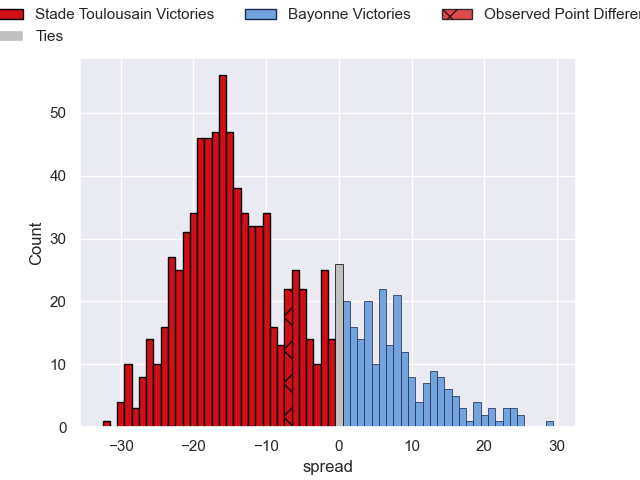 Stade Toulousain Victories Bayonne Victories Observed Point
Ties
50
40
30
20
10
0
Count
−30 −20 −10 0 10 20 30
spread